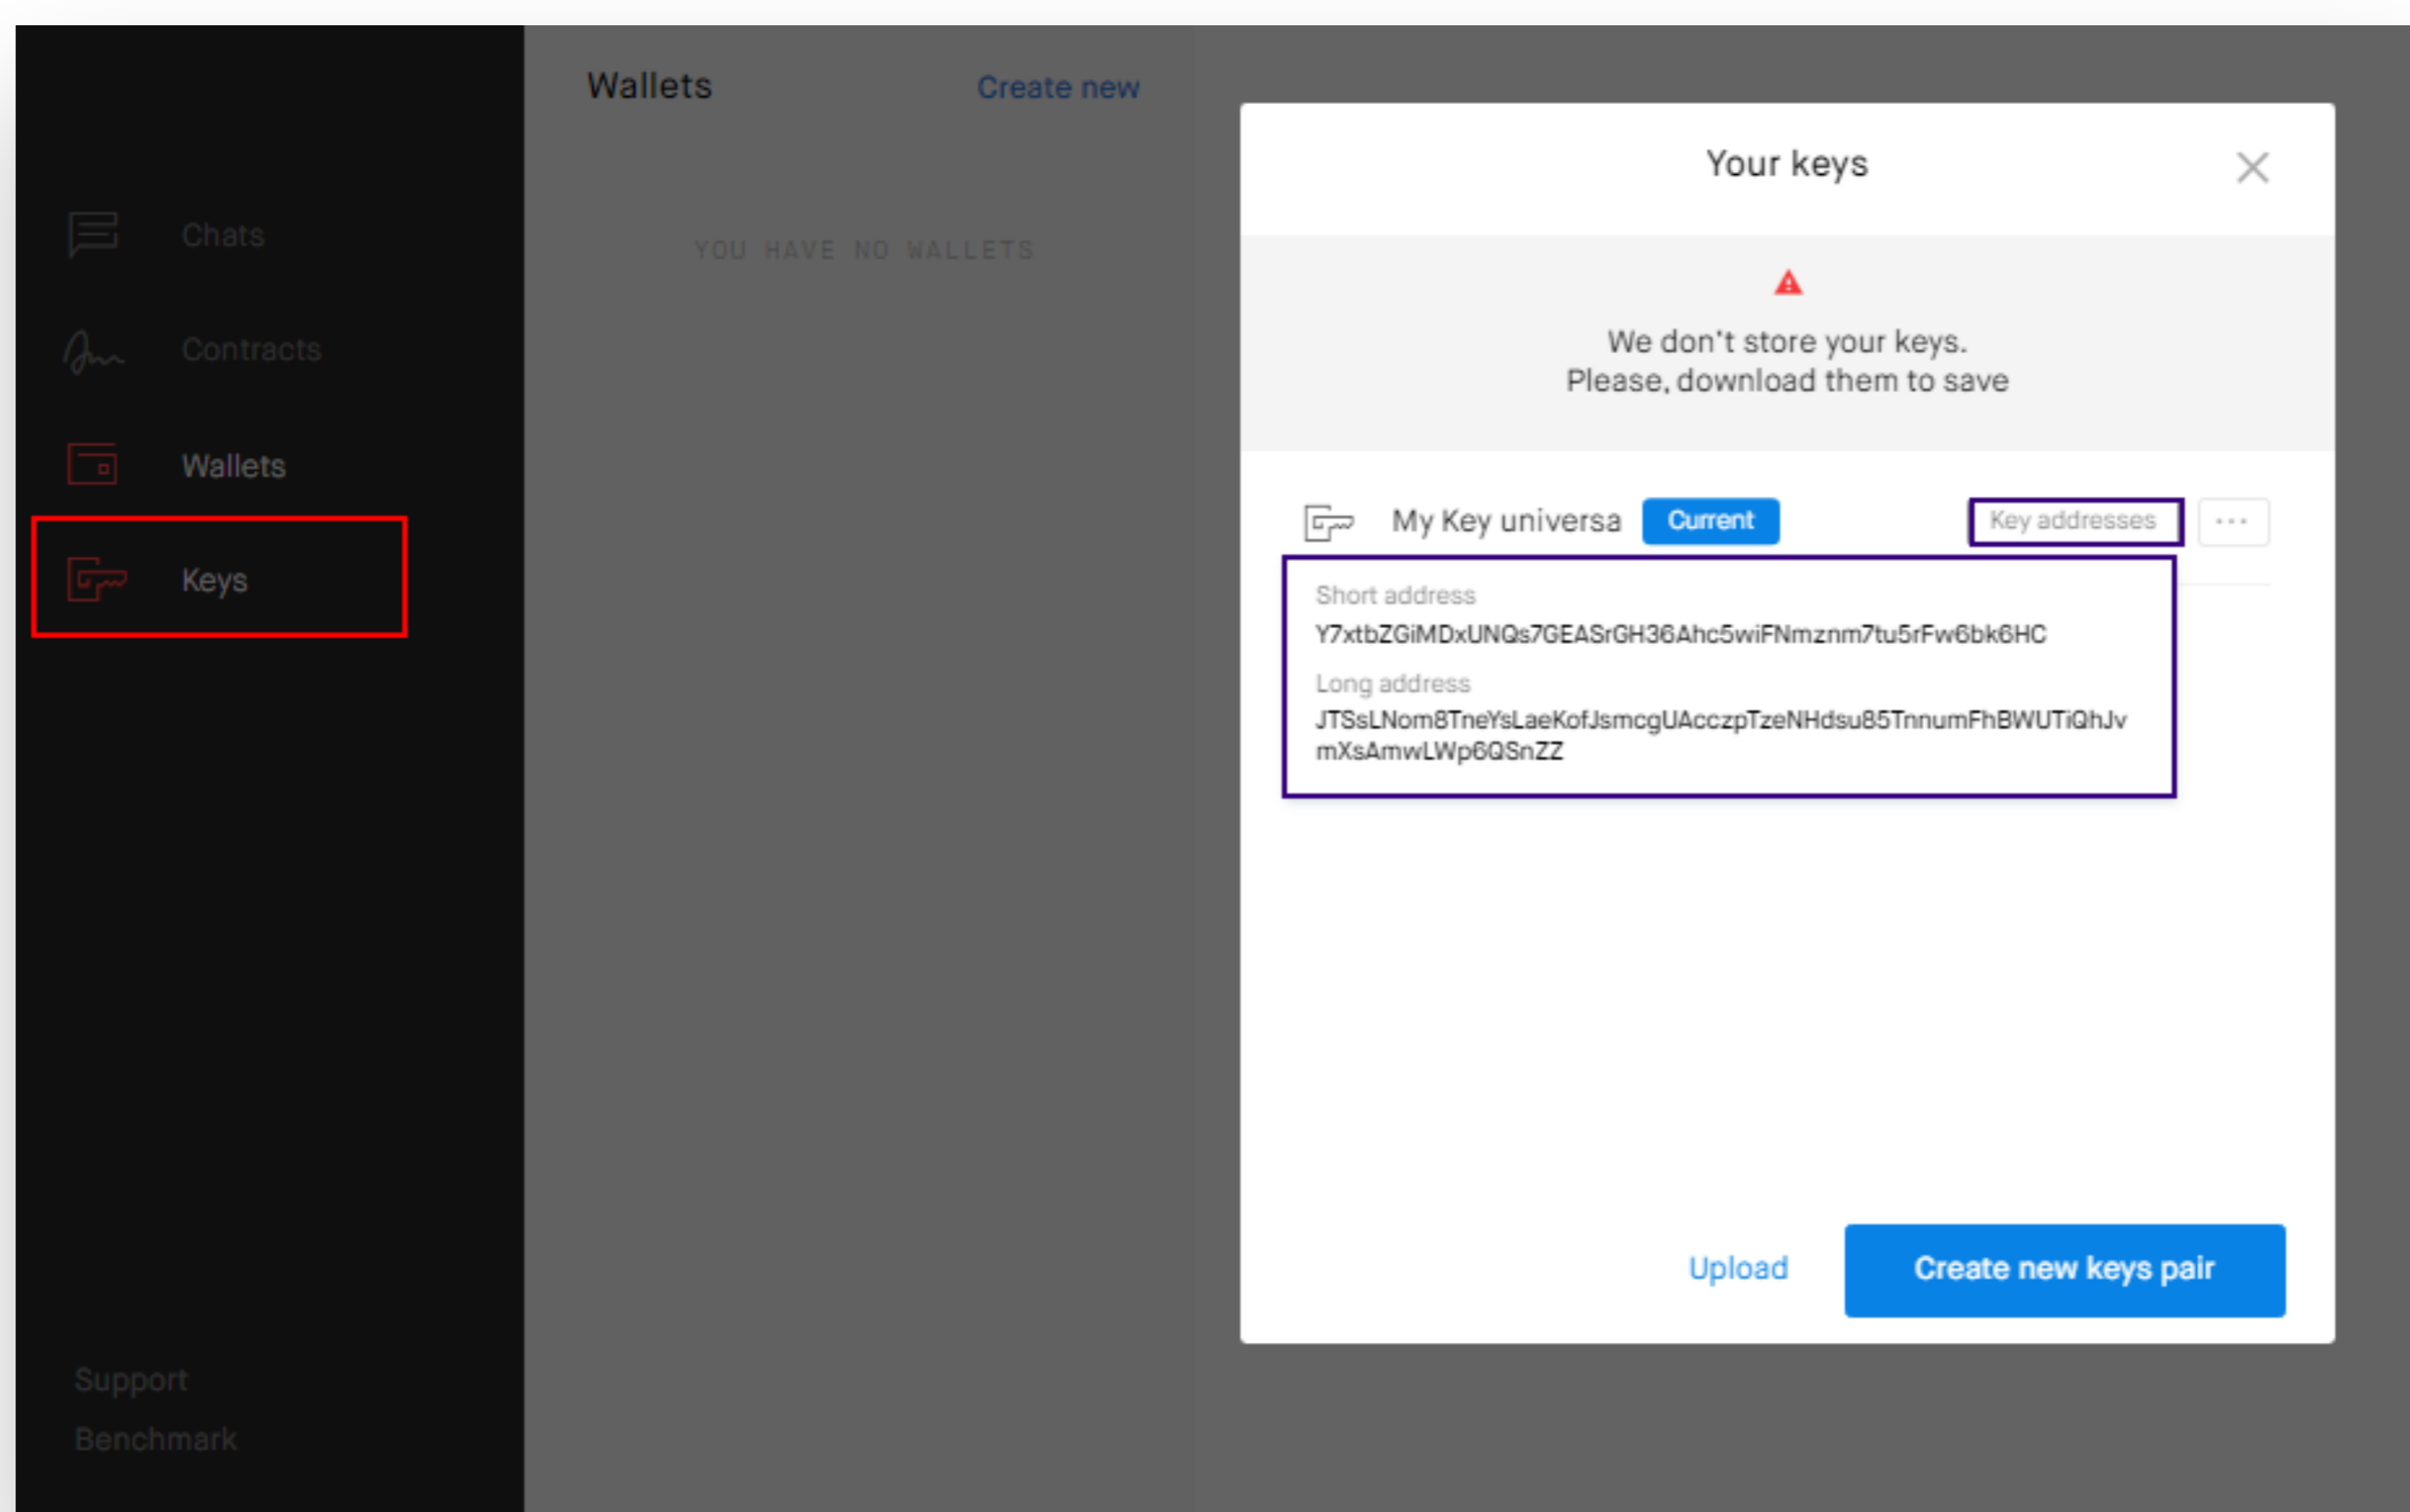 Wallets
Create new
Chats
YOU HAVE NO WALLETS
Contracts
Wallets
Keys
Support
Benchmark
Your keys
We don't store your keys.
Please, download them to save
My Key universa
Current
Key addresses
Short address
Y7xtbZGiMDxUNQs7GEASrGH36Ahc5wiFNmznm7tu5rFw6bk6HC
Long address
JTSsLNom8TneYsLaeKofJsmcgUAcczpTzeNHdsu85TnnumFhBWUTiQhJv
mXsAmwLWp6QSnZZ
Upload
Create new keys pair